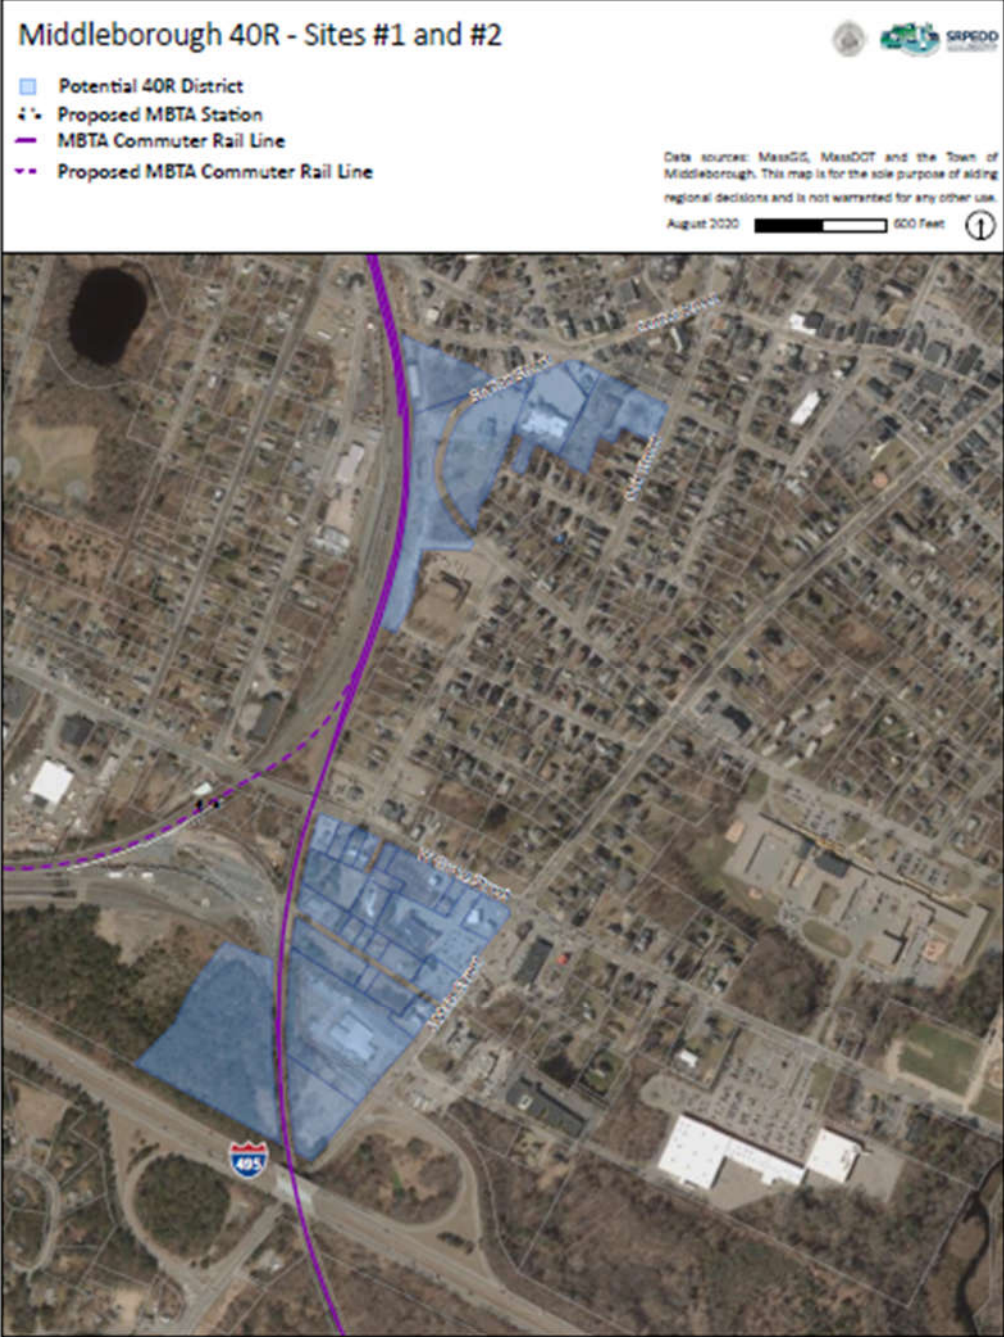 Middleborough 40R - Sites #1 and #2
SRPEDD
Potential 40R District
Proposed MBTA Station
MBTA Commuter Rail Line
Proposed MBTA Commuter Rail Line
Data sources: MassGIS, MassDOT and the Town of
Middleborough. This map is for the sole purpose of aiding
regional decisions and is not warranted for any other use.
August 2020
600 Feet
495